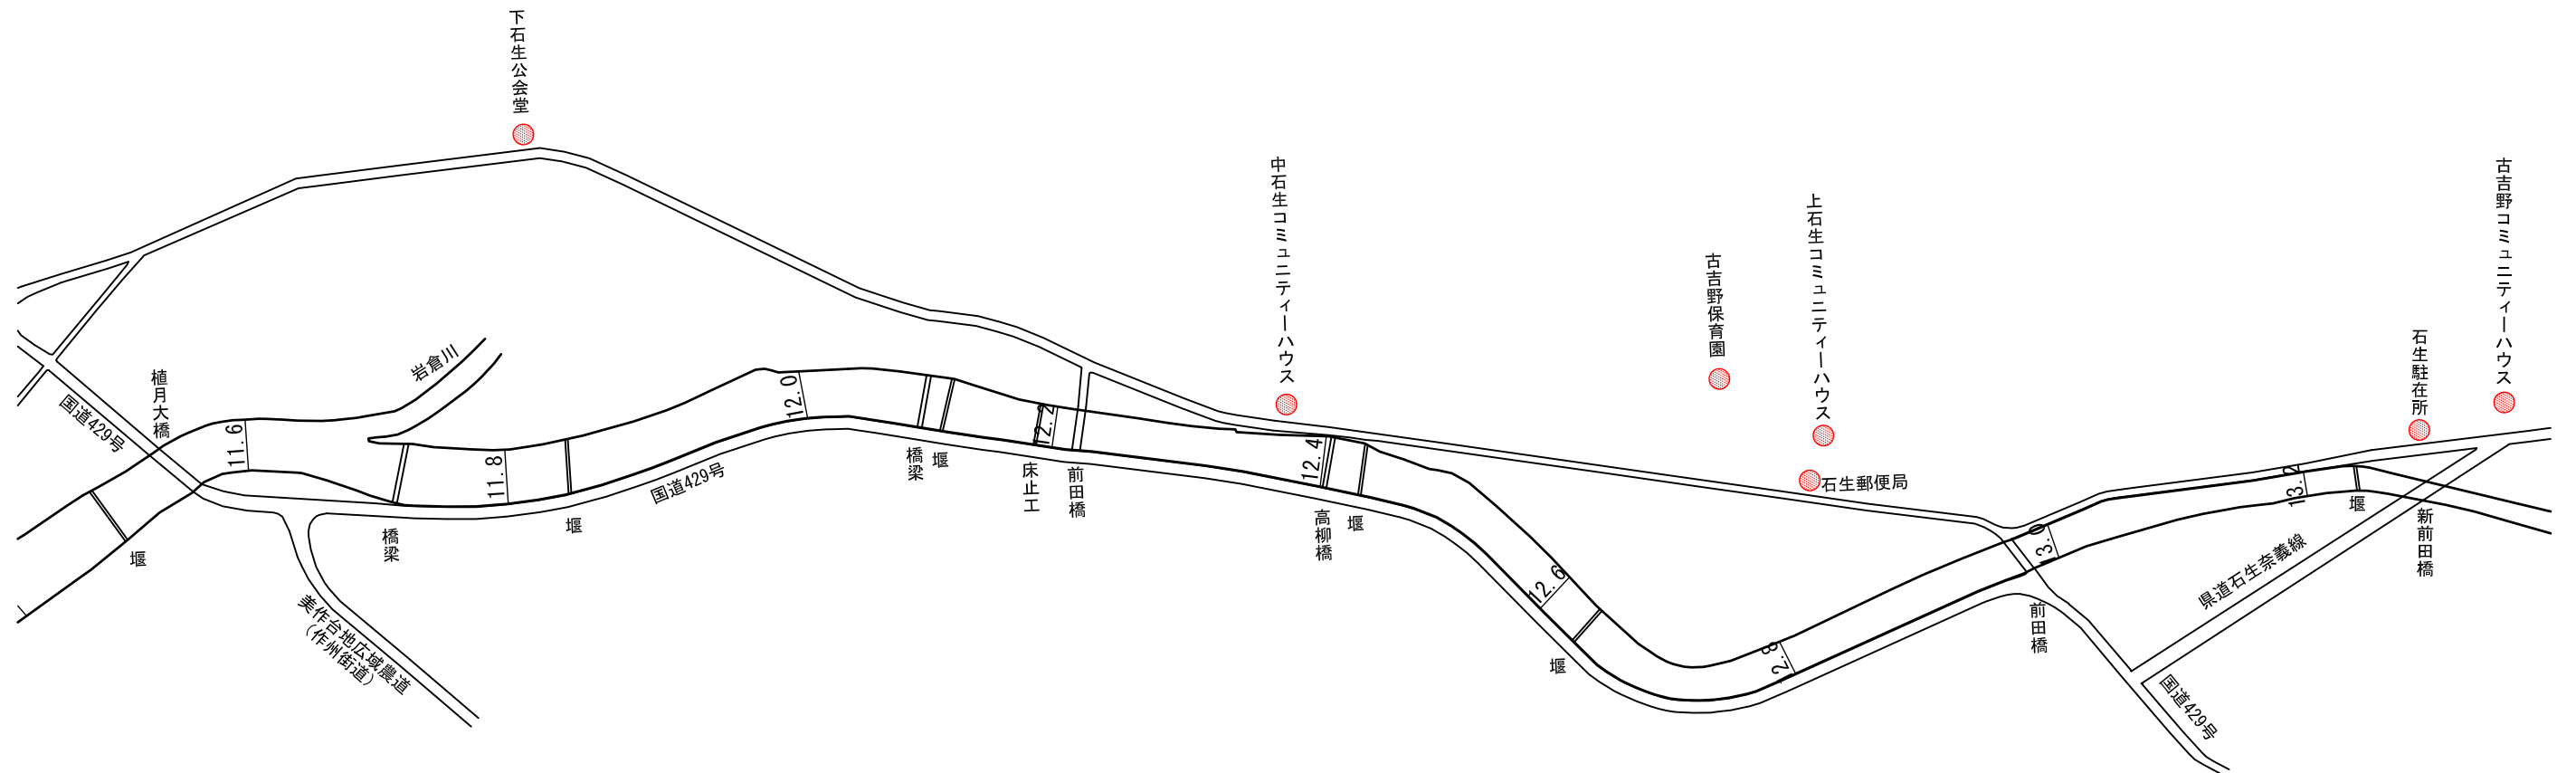 下石生公会堂
中石生コミュニティーハウス
上石生コミュニティーハウス
古吉野保育園
古吉野コミュニティーハウス
石生駐在所
石生郵便局
岩倉川
植月大橋
国道429号
11.6
11.8
12.0
12.2
12.4
12.6
12.8
13.0
13.2
堰
橋梁
堰
国道429号
橋梁
堰
床止工
前田橋
高柳橋
堰
堰
前田橋
県道石生奈義線
堰
新前田橋
国道429号
美作台地広域農道
(作州街道)